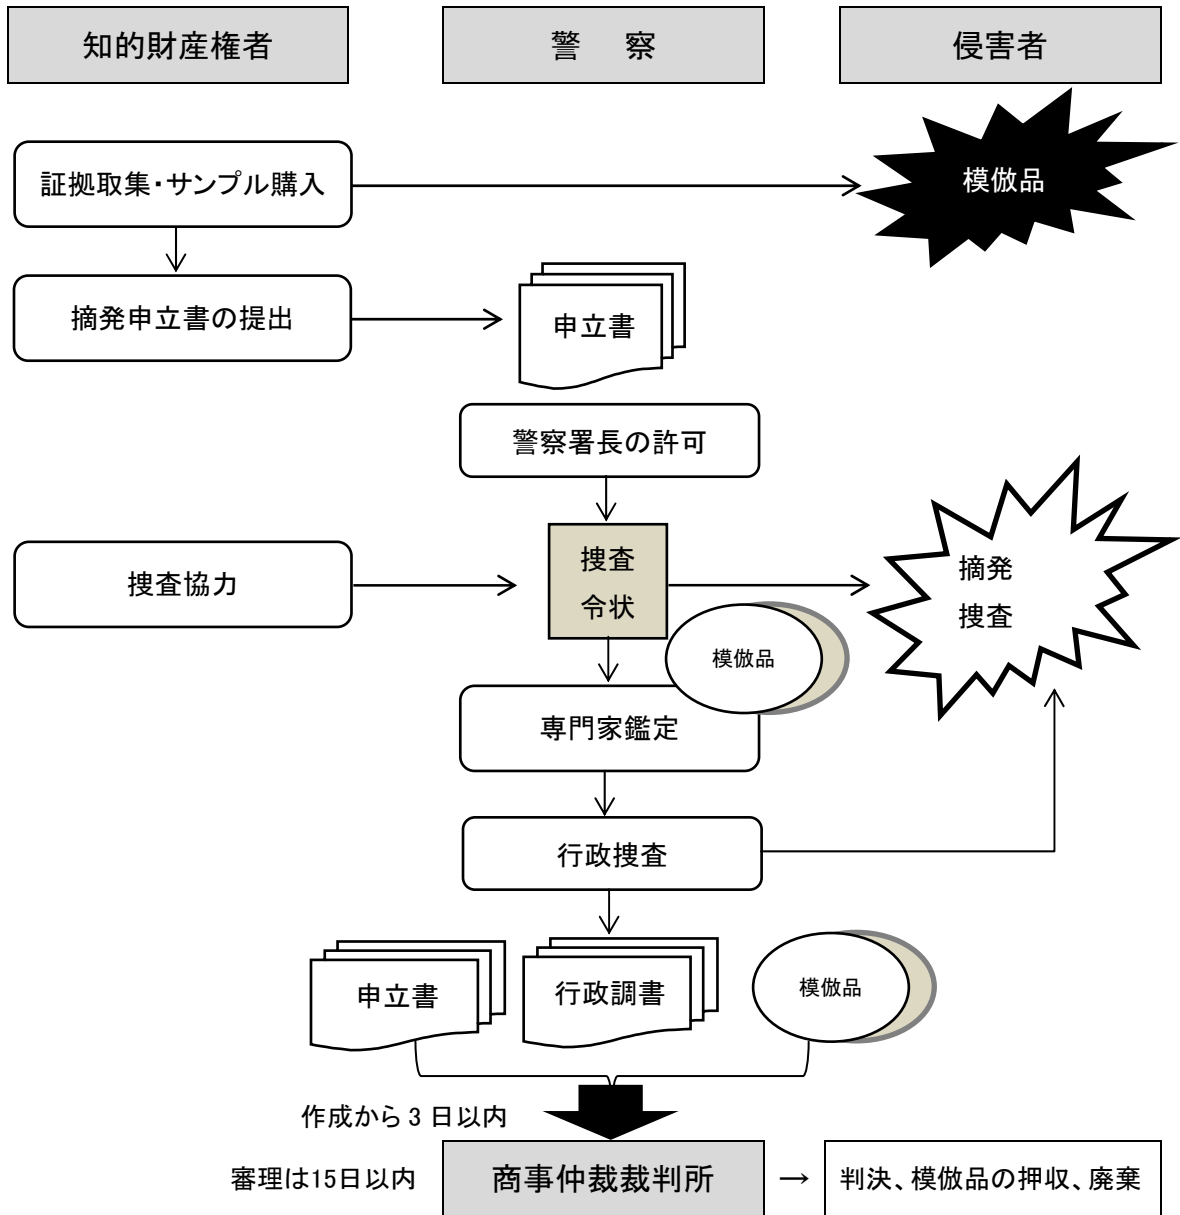 知的財産権者
警 察
侵害者
証拠取集・サンプル購入
模倣品
摘発申立書の提出
申立書
警察署長の許可
捜査協力
捜査
令状
摘発
捜査
模倣品
専門家鑑定
行政捜査
申立書
行政調書
模倣品
作成から3日以内
審理は15日以内
商事仲裁裁判所
→
判決、模倣品の押収、廃棄